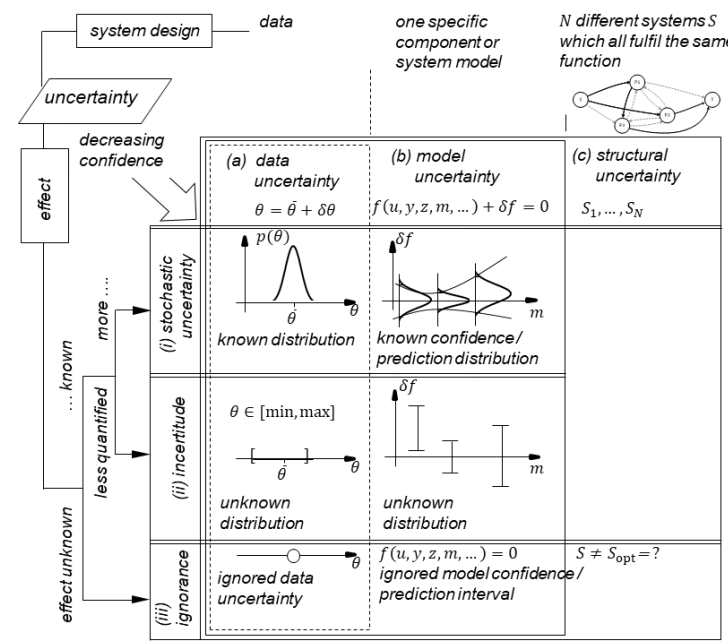 system design
data
one specific
component or
system model
N different systems S
which all fulfil the same
function
uncertainty
decreasing
confidence
effect
(a) data
uncertainty
θ = θ̄ + δθ
(b) model
uncertainty
f(u, y, z, m, ...) + δf = 0
(c) structural
uncertainty
S₁, ... , S_N
more ....
... known
less quantified
effect unknown
(i) stochastic
uncertainty
p(θ)
θ̄
θ
known distribution
δf
m
known confidence/
prediction distribution
(ii) incertitude
θ ∈ [min, max]
[ ]
θ̄
θ
unknown
distribution
δf
m
unknown
distribution
(iii)
ignorance
θ
ignored data
uncertainty
f(u, y, z, m, ...) = 0
ignored model confidence/
prediction interval
S ≠ S_opt = ?